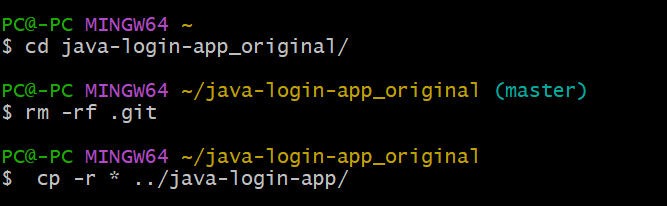 PC@-PC MINGW64 ~
$ cd java-login-app_original/
PC@-PC MINGW64 ~/java-login-app_original (master)
$ rm -rf .git
PC@-PC MINGW64 ~/java-login-app_original
$  cp -r * ../java-login-app/